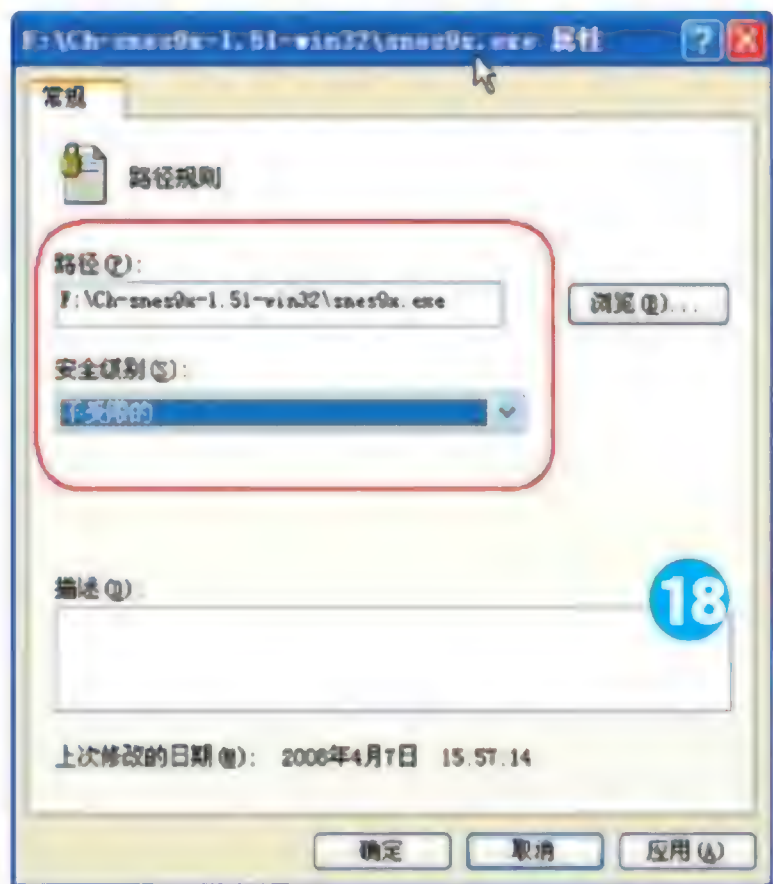 F:\Ch-snes9x-1.51-win32\snes9x.exe 属性
常规
路径规则
路径(P):
F:\Ch-snes9x-1.51-win32\snes9x.exe
浏览(B)...
安全级别(S):
不受限的
描述(D):
18
上次修改的日期(M): 2008年4月7日 15:57:14
确定
取消
应用(A)